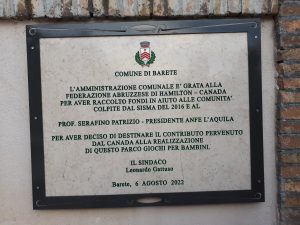 COMUNE DI BARETE
L'AMMINISTRAZIONE COMUNALE E' GRATA ALLA
FEDERAZIONE ABRUZZESE DI HAMILTON - CANADA
PER AVER RACCOLTO FONDI IN AIUTO ALLE COMUNITA'
COLPITE DAL SISMA DEL 2016 E AL
PROF. SERAFINO PATRIZIO - PRESIDENTE ANFE L'AQUILA
PER AVER DECISO DI DESTINARE IL CONTRIBUTO PERVENUTO
DAL CANADA ALLA REALIZZAZIONE
DI QUESTO PARCO GIOCHI PER BAMBINI.
IL SINDACO
Leonardo Gattuso
Barete, 6 AGOSTO 2022